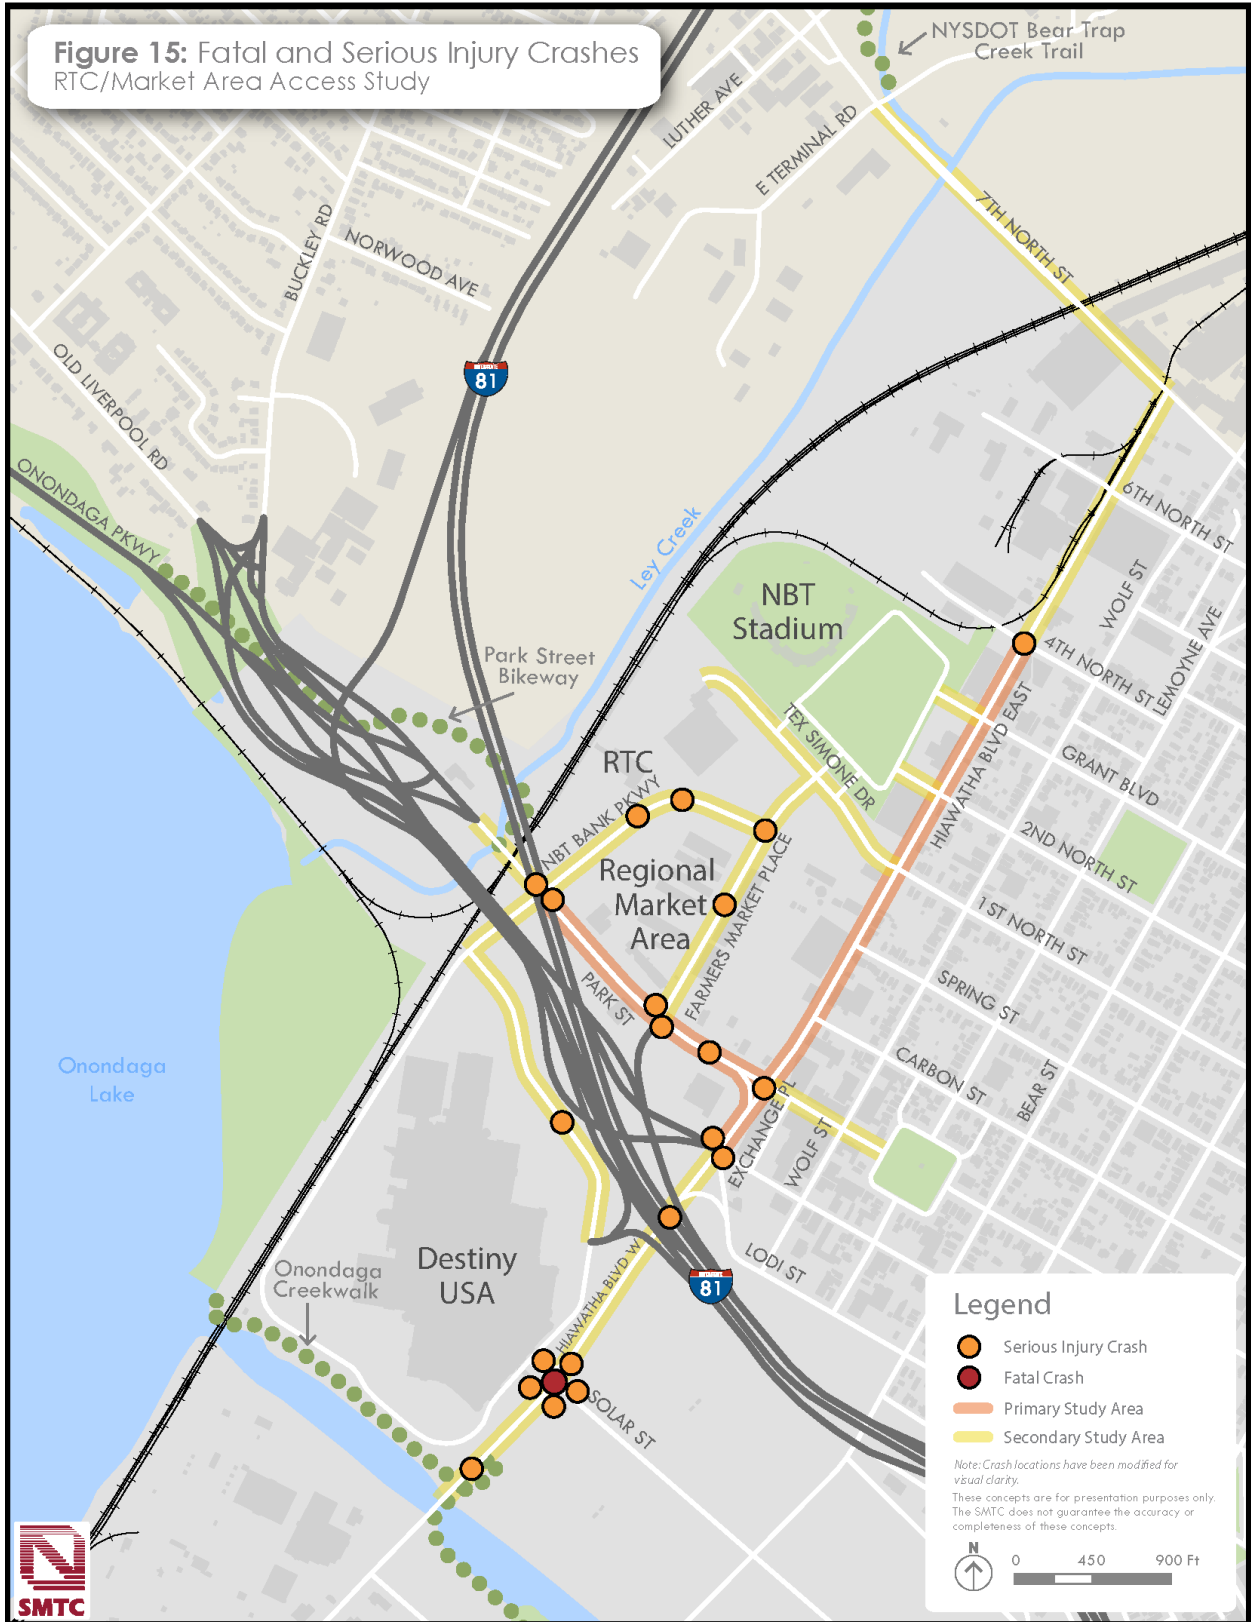 Figure 15: Fatal and Serious Injury Crashes
RTC/Market Area Access Study
NYSDOT Bear Trap
Creek Trail
LUTHER AVE
E TERMINAL RD
7TH NORTH ST
BUCKLEY RD
NORWOOD AVE
OLD LIVERPOOL RD
81
ONONDAGA PKWY
6TH NORTH ST
Ley Creek
WOLF ST
NBT
Stadium
LEMOYNE AVE
4TH NORTH ST
Park Street
Bikeway
HIAWATHA BLVD EAST
TEX SIMONE DR
GRANT BLVD
RTC
NBT BANK PKWY
2ND NORTH ST
Regional
Market
Area
FARMERS MARKET PLACE
1ST NORTH ST
PARK ST
SPRING ST
CARBON ST
BEAR ST
Onondaga
Lake
EXCHANGE PL
WOLF ST
LODI ST
HIAWATHA BLVD W
Destiny
USA
Onondaga
Creekwalk
81
SOLAR ST
Legend
Serious Injury Crash
Fatal Crash
Primary Study Area
Secondary Study Area
Note: Crash locations have been modified for
visual clarity.
These concepts are for presentation purposes only.
The SMTC does not guarantee the accuracy or
completeness of these concepts.
N
0 450 900 Ft
SMTC